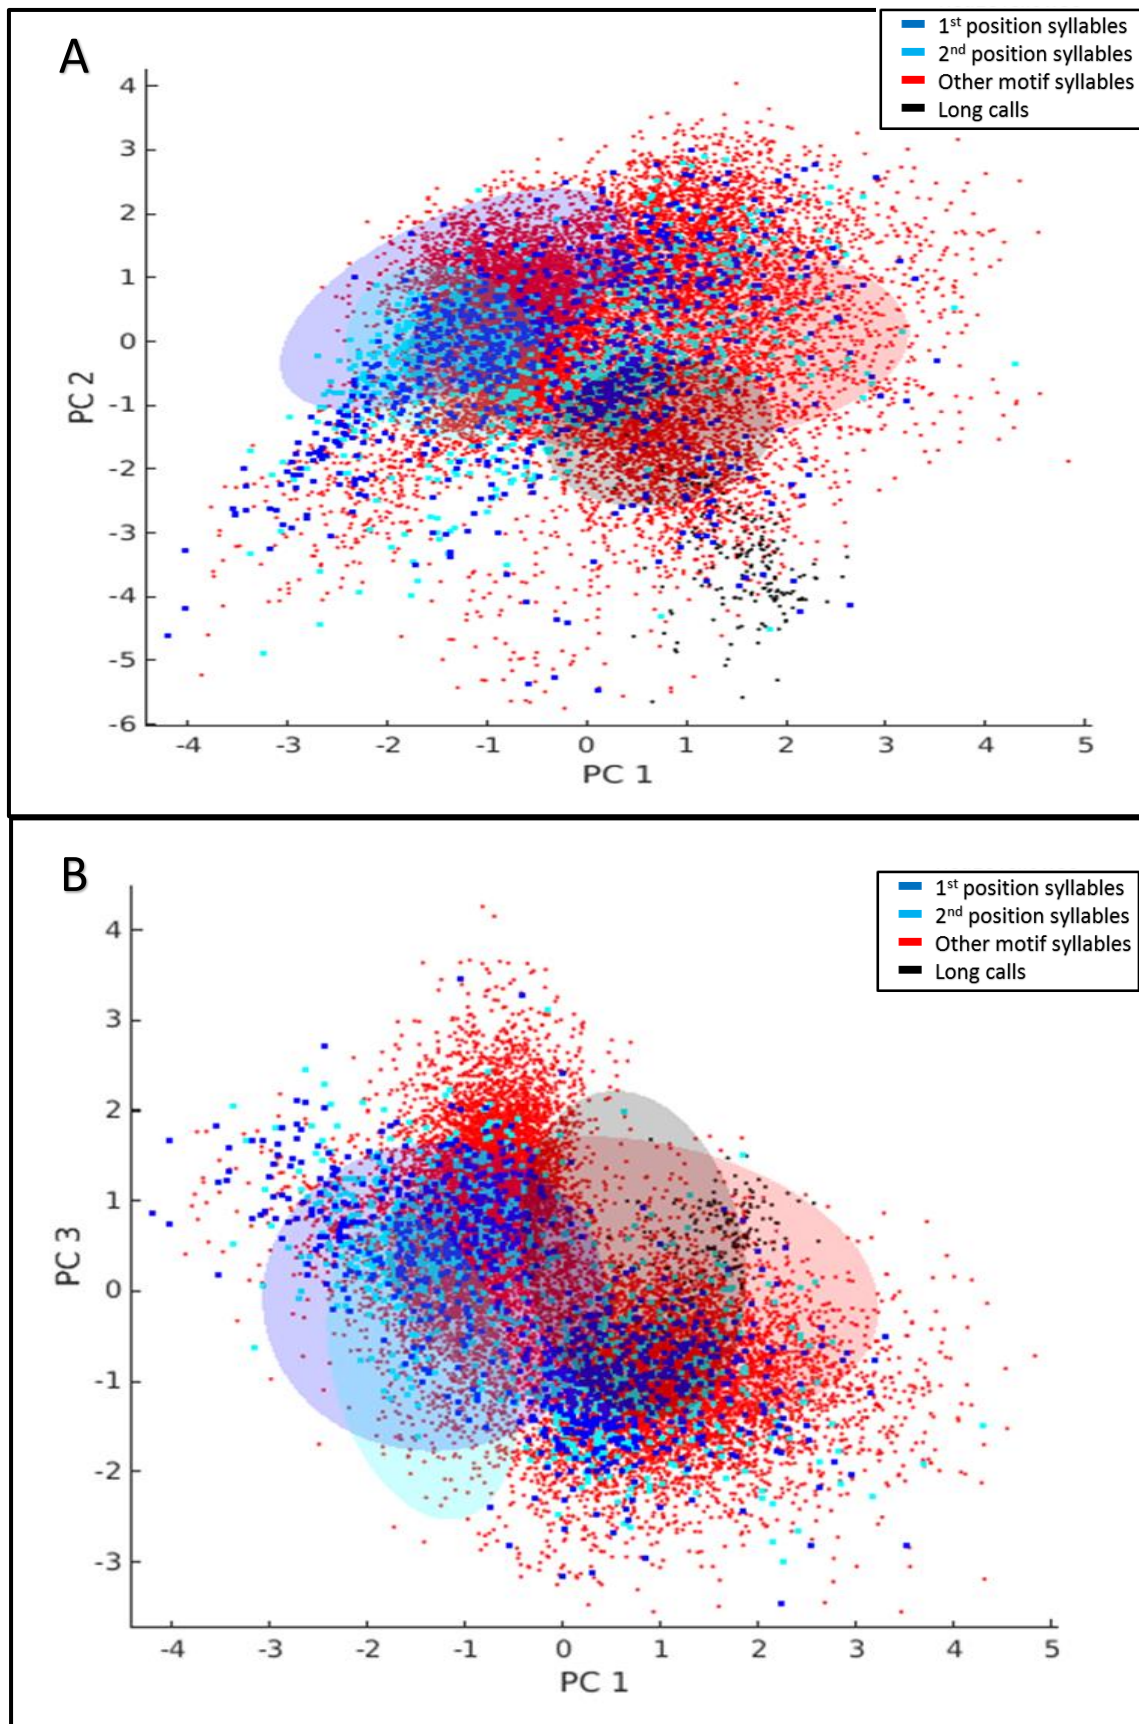 A
1st position syllables
2nd position syllables
Other motif syllables
Long calls
4
3
2
1
0
-1
-2
-3
-4
-5
-6
PC 2
-4 -3 -2 -1 0 1 2 3 4 5
PC 1
B
1st position syllables
2nd position syllables
Other motif syllables
Long calls
4
3
2
1
0
-1
-2
-3
PC 3
-4 -3 -2 -1 0 1 2 3 4 5
PC 1